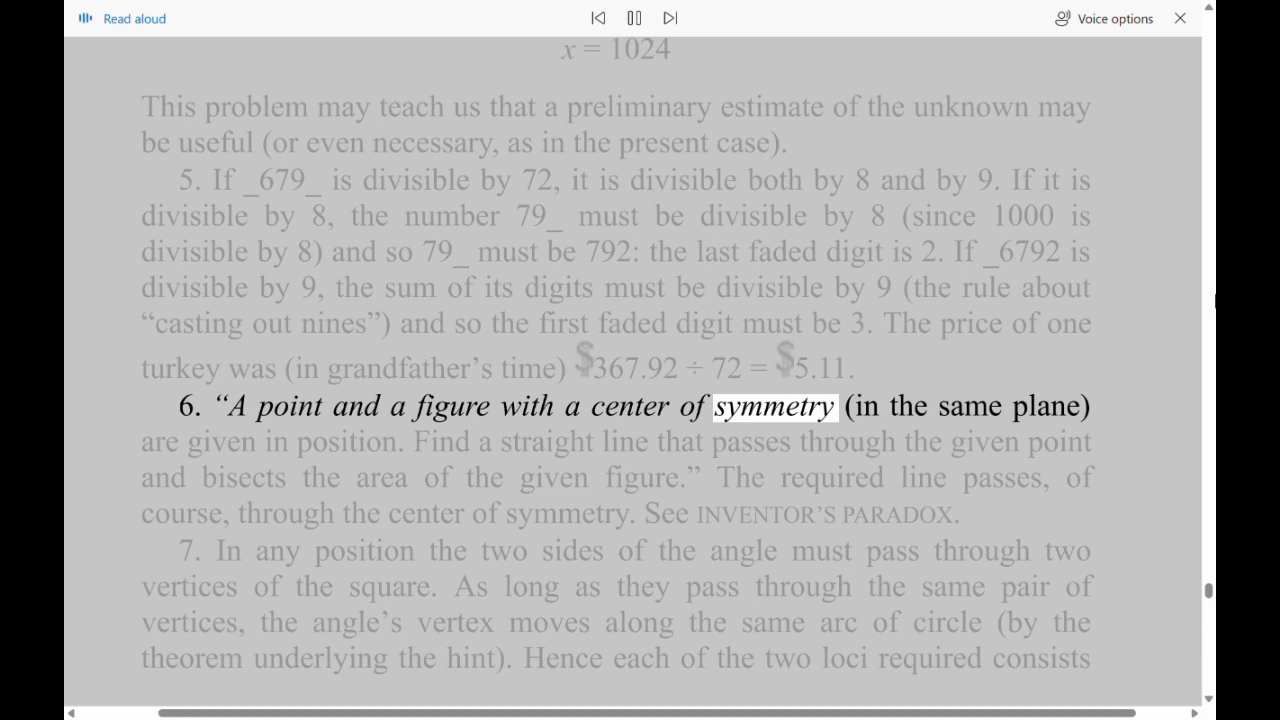 Read aloud
Voice options
x = 1024
This problem may teach us that a preliminary estimate of the unknown may
be useful (or even necessary, as in the present case).
5. If _679_ is divisible by 72, it is divisible both by 8 and by 9. If it is
divisible by 8, the number 79_ must be divisible by 8 (since 1000 is
divisible by 8) and so 79_ must be 792: the last faded digit is 2. If _6792 is
divisible by 9, the sum of its digits must be divisible by 9 (the rule about
“casting out nines”) and so the first faded digit must be 3. The price of one
turkey was (in grandfather’s time) $367.92 ÷ 72 = $5.11.
6. “A point and a figure with a center of symmetry (in the same plane)
are given in position. Find a straight line that passes through the given point
and bisects the area of the given figure.” The required line passes, of
course, through the center of symmetry. See INVENTOR’S PARADOX.
7. In any position the two sides of the angle must pass through two
vertices of the square. As long as they pass through the same pair of
vertices, the angle’s vertex moves along the same arc of circle (by the
theorem underlying the hint). Hence each of the two loci required consists